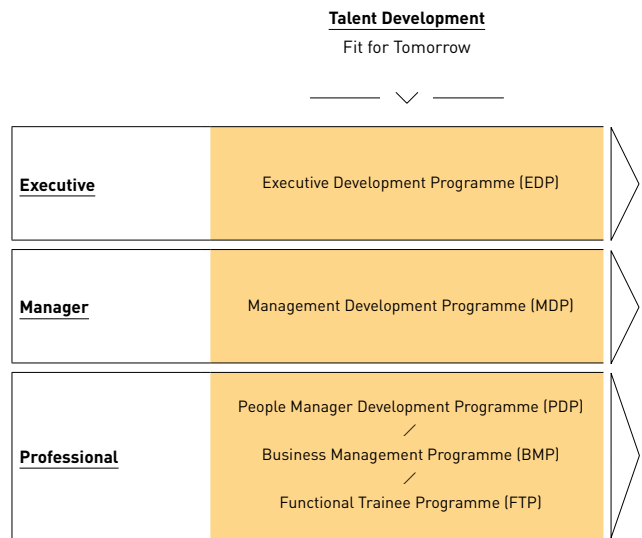 Talent Development
Fit for Tomorrow
Executive
Executive Development Programme (EDP)
Manager
Management Development Programme (MDP)
Professional
People Manager Development Programme (PDP)
/
Business Management Programme (BMP)
/
Functional Trainee Programme (FTP)